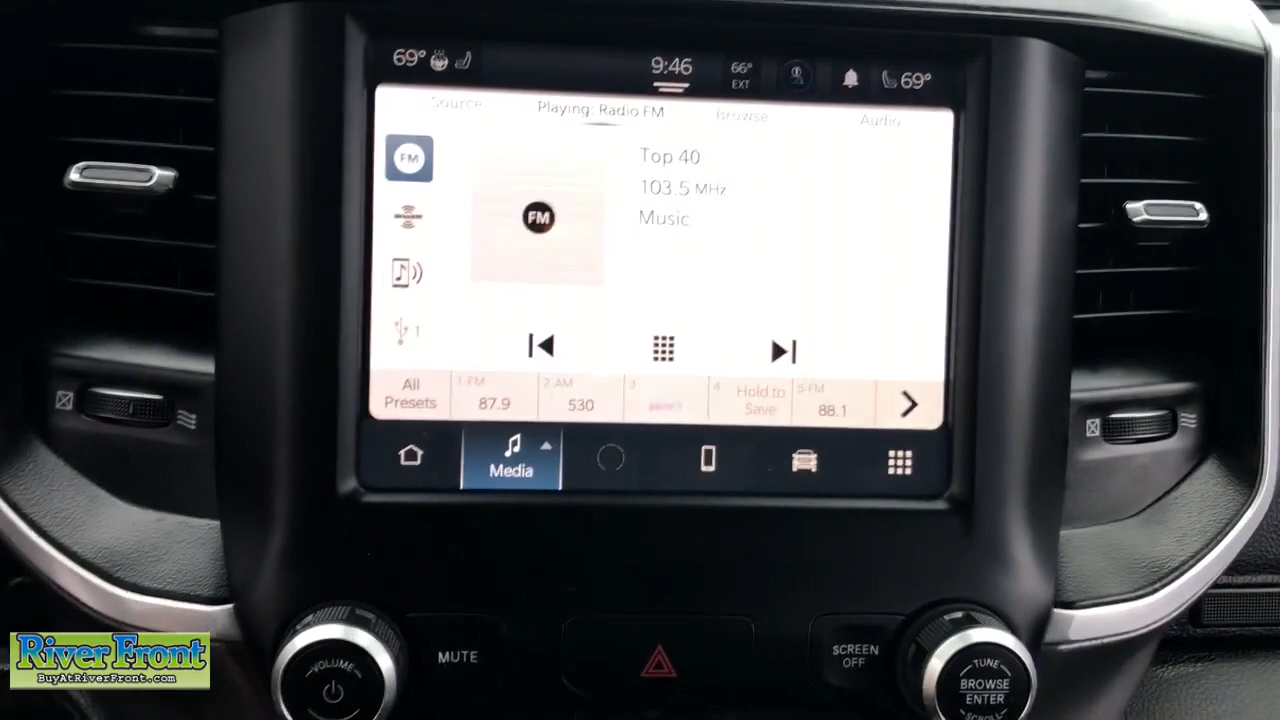 69° 9:46 66° EXT 69°
Source Playing: Radio FM Browse Audio
FM
FM
Top 40
103.5 MHz
Music
1
All Presets
1-FM
87.9
2-AM
530
3
4
Hold to Save
5-FM
88.1
Media
VOLUME
MUTE
SCREEN OFF
TUNE
BROWSE
ENTER
SCROLL
River Front
BuyAtRiverFront.com